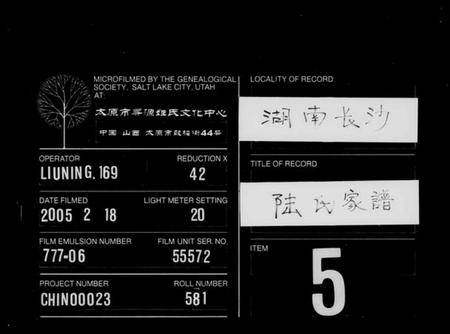 MICROFILMED BY THE GENEALOGICAL
SOCIETY, SALT LAKE CITY, UTAH
AT:
太原市寻源姓氏文化中心
中国 山西 太原市鼓楼街44号
OPERATOR
LIUNING.169
REDUCTION X
42
DATE FILMED
2005 2 18
LIGHT METER SETTING
20
FILM EMULSION NUMBER
777-06
FILM UNIT SER. NO.
55572
PROJECT NUMBER
CHIN00023
ROLL NUMBER
581
LOCALITY OF RECORD
湖南长沙
TITLE OF RECORD
陆氏家譜
ITEM
5